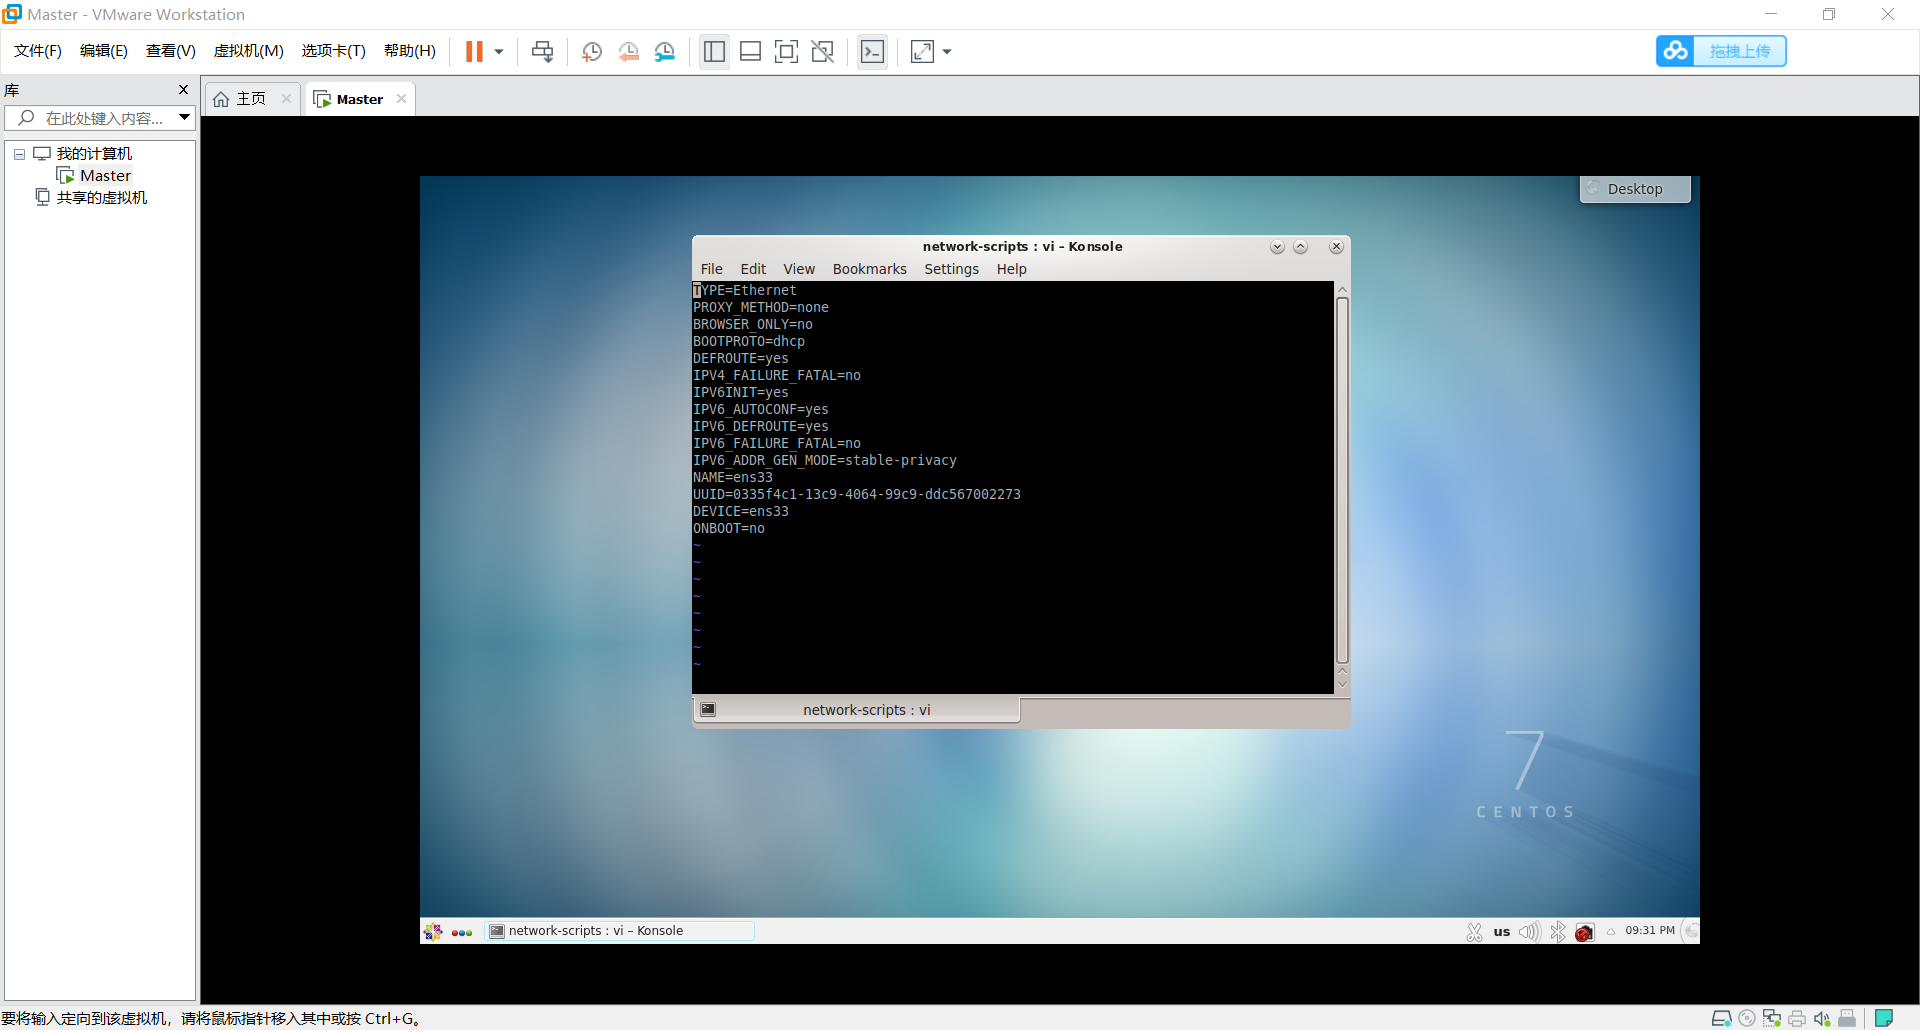 Master - VMware Workstation
文件(F) 编辑(E) 查看(V) 虚拟机(M) 选项卡(T) 帮助(H)
拖拽上传
库
主页
Master
在此处键入内容...
我的计算机
Master
共享的虚拟机
Desktop
network-scripts : vi – Konsole
File Edit View Bookmarks Settings Help
TYPE=Ethernet
PROXY_METHOD=none
BROWSER_ONLY=no
BOOTPROTO=dhcp
DEFROUTE=yes
IPV4_FAILURE_FATAL=no
IPV6INIT=yes
IPV6_AUTOCONF=yes
IPV6_DEFROUTE=yes
IPV6_FAILURE_FATAL=no
IPV6_ADDR_GEN_MODE=stable-privacy
NAME=ens33
UUID=0335f4c1-13c9-4064-99c9-ddc567002273
DEVICE=ens33
ONBOOT=no
~
~
~
~
~
~
~
~
network-scripts : vi
7
CENTOS
network-scripts : vi – Konsole
us
09:31 PM
要将输入定向到该虚拟机，请将鼠标指针移入其中或按 Ctrl+G。